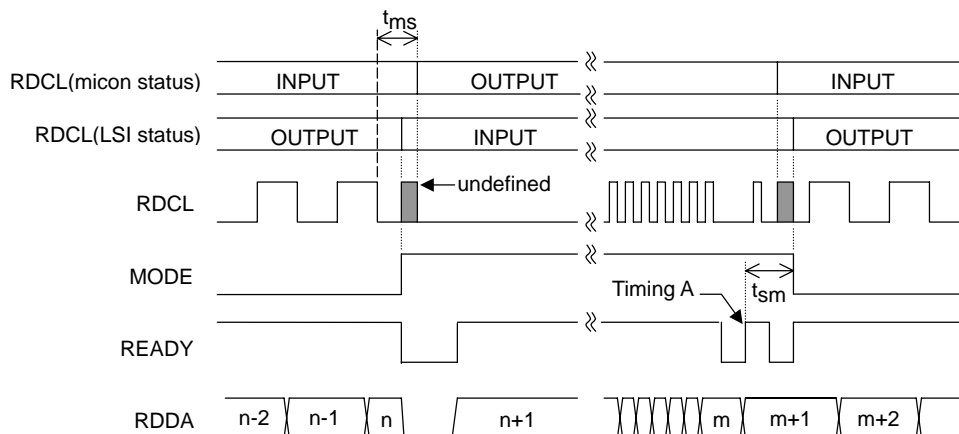 tms
RDCL(micon status) INPUT OUTPUT INPUT
RDCL(LSI status) OUTPUT INPUT OUTPUT
undefined
RDCL
MODE
Timing A tsm
READY
RDDA n-2 n-1 n n+1 m m+1 m+2